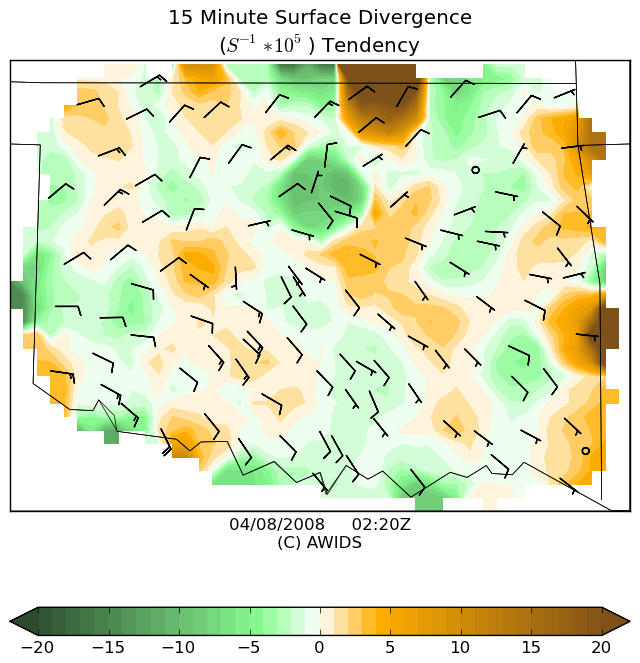 15 Minute Surface Divergence
(S⁻¹ * 10⁵ ) Tendency
04/08/2008 02:20Z
(C) AWIDS
−20 −15 −10 −5 0 5 10 15 20